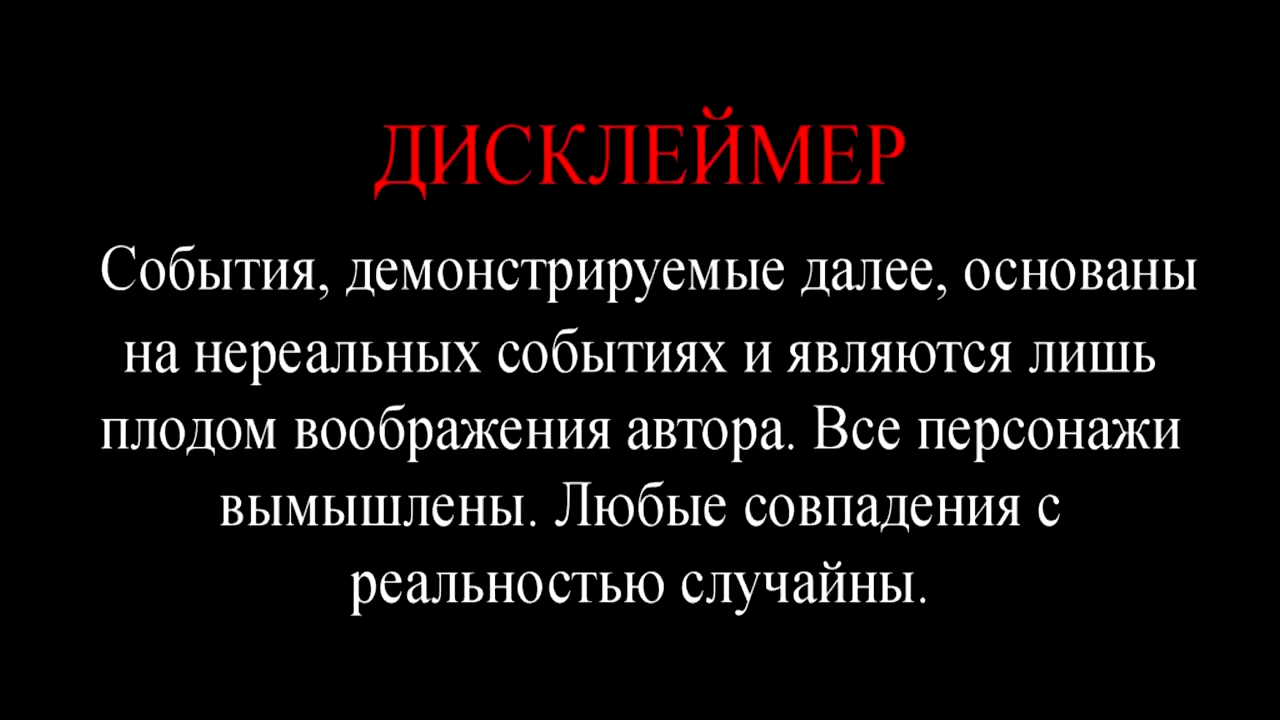 ДИСКЛЕЙМЕР
События, демонстрируемые далее, основаны
на нереальных событиях и являются лишь
плодом воображения автора. Все персонажи
вымышлены. Любые совпадения с
реальностью случайны.